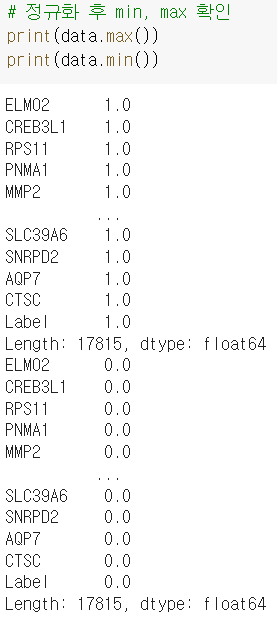 # 정규화 후 min, max 확인
print(data.max())
print(data.min())
ELMO2 1.0
CREB3L1 1.0
RPS11 1.0
PNMA1 1.0
MMP2 1.0
...
SLC39A6 1.0
SNRPD2 1.0
AQP7 1.0
CTSC 1.0
Label 1.0
Length: 17815, dtype: float64
ELMO2 0.0
CREB3L1 0.0
RPS11 0.0
PNMA1 0.0
MMP2 0.0
...
SLC39A6 0.0
SNRPD2 0.0
AQP7 0.0
CTSC 0.0
Label 0.0
Length: 17815, dtype: float64